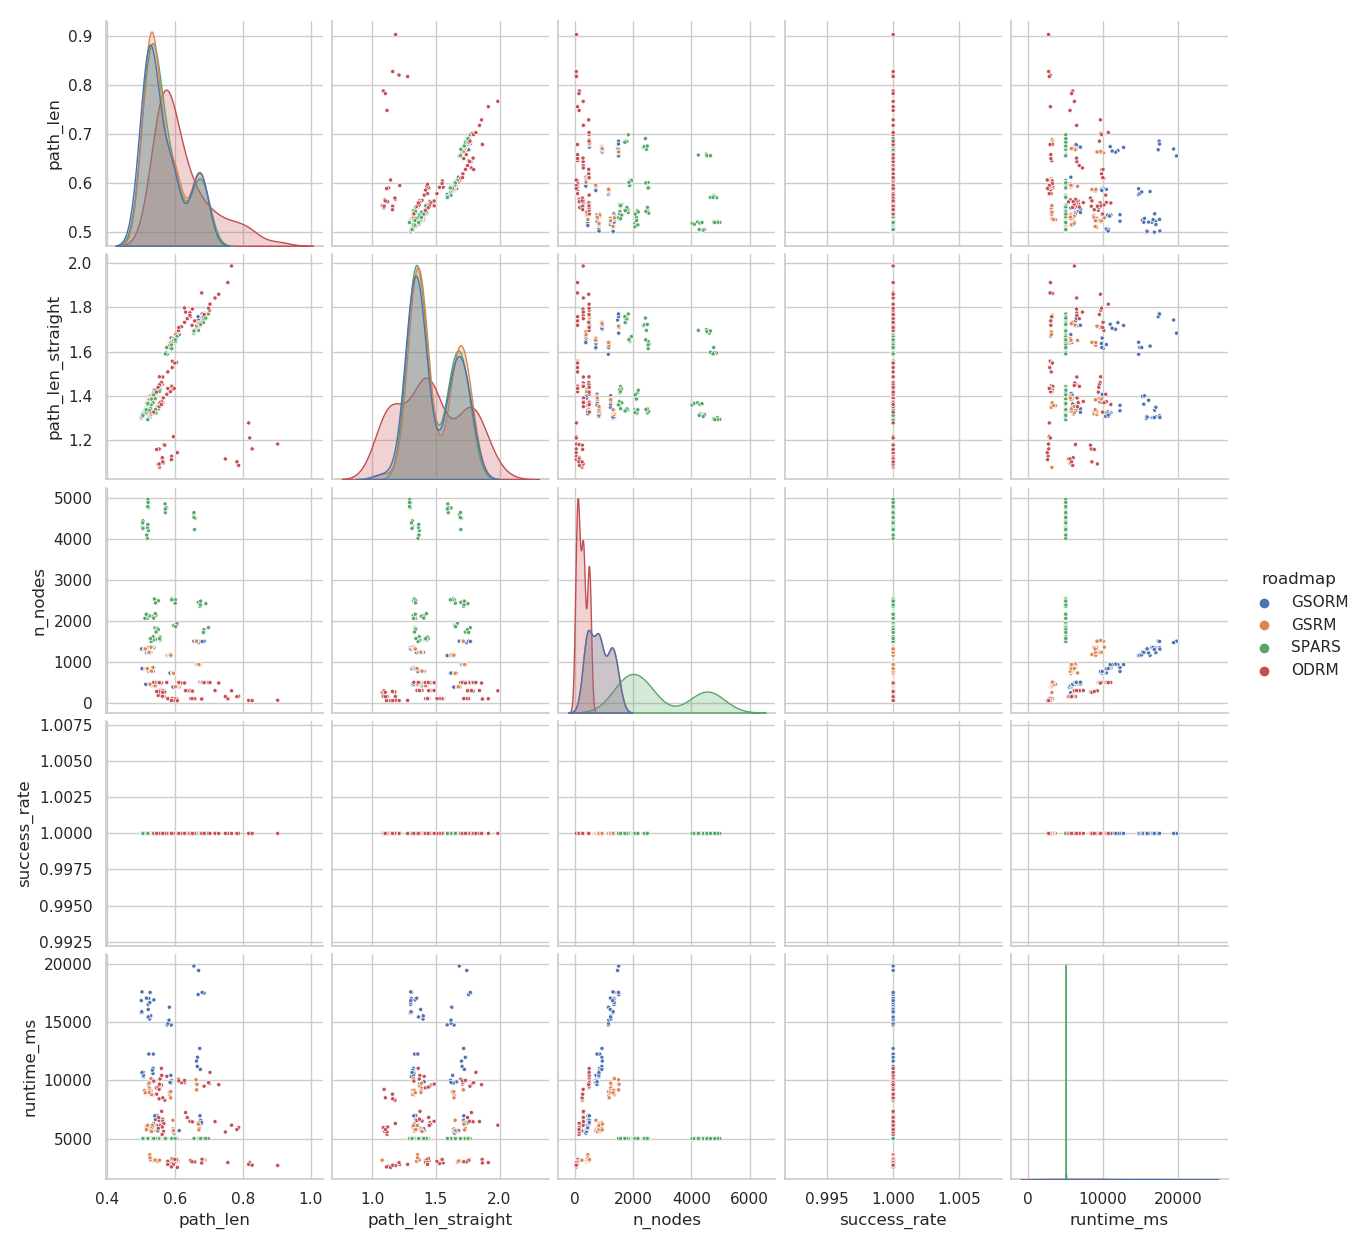 0.9
0.8
0.7
0.6
0.5
path_len
2.0
1.8
1.6
1.4
1.2
path_len_straight
5000
4000
3000
2000
1000
0
n_nodes
roadmap
GSORM
GSRM
SPARS
ODRM
1.0075
1.0050
1.0025
1.0000
0.9975
0.9950
0.9925
success_rate
20000
15000
10000
5000
runtime_ms
0.4 0.6 0.8 1.0 1.0 1.5 2.0 0 2000 4000 6000 0.995 1.000 1.005 0 10000 20000
path_len path_len_straight n_nodes success_rate runtime_ms